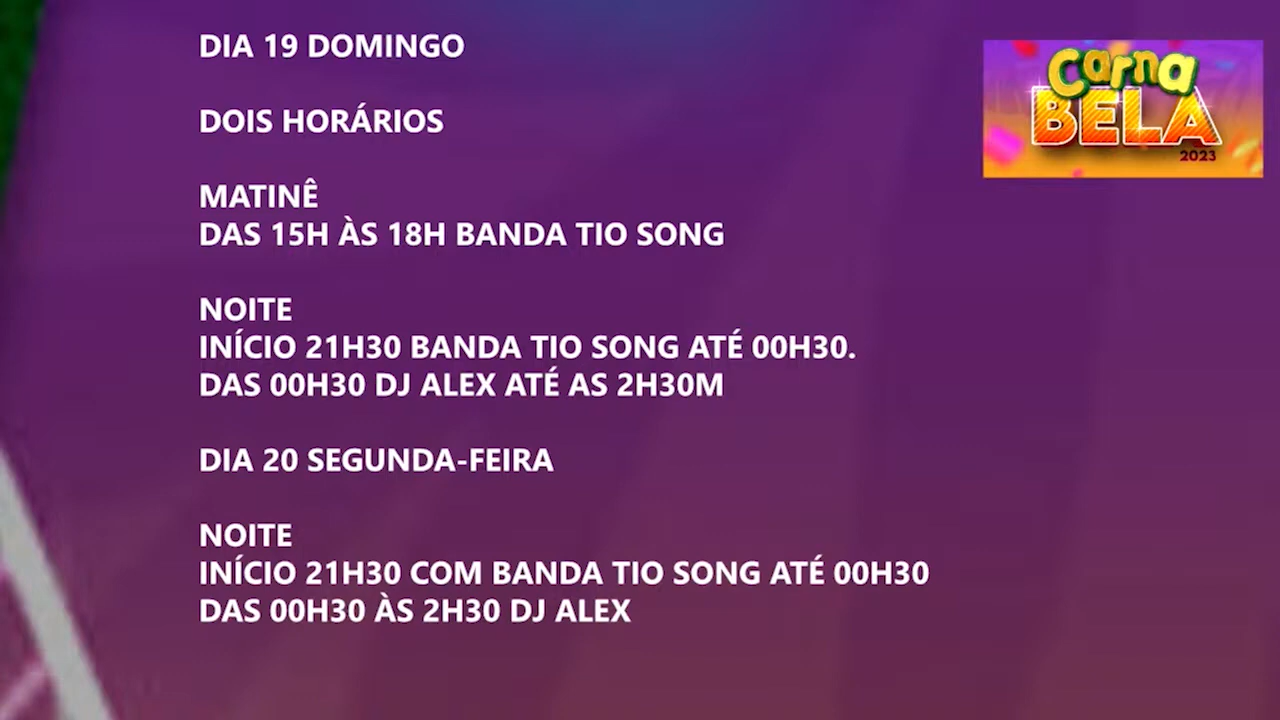 DIA 19 DOMINGO
DOIS HORÁRIOS
MATINÊ
DAS 15H ÀS 18H BANDA TIO SONG
NOITE
INÍCIO 21H30 BANDA TIO SONG ATÉ 00H30.
DAS 00H30 DJ ALEX ATÉ AS 2H30M
DIA 20 SEGUNDA-FEIRA
NOITE
INÍCIO 21H30 COM BANDA TIO SONG ATÉ 00H30
DAS 00H30 ÀS 2H30 DJ ALEX
Carna
BELA
2023